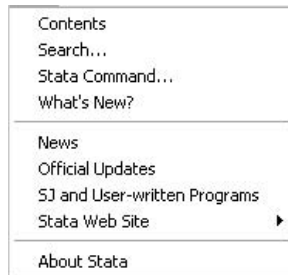 Contents
Search...
Stata Command...
What's New?
News
Official Updates
SJ and User-written Programs
Stata Web Site
About Stata